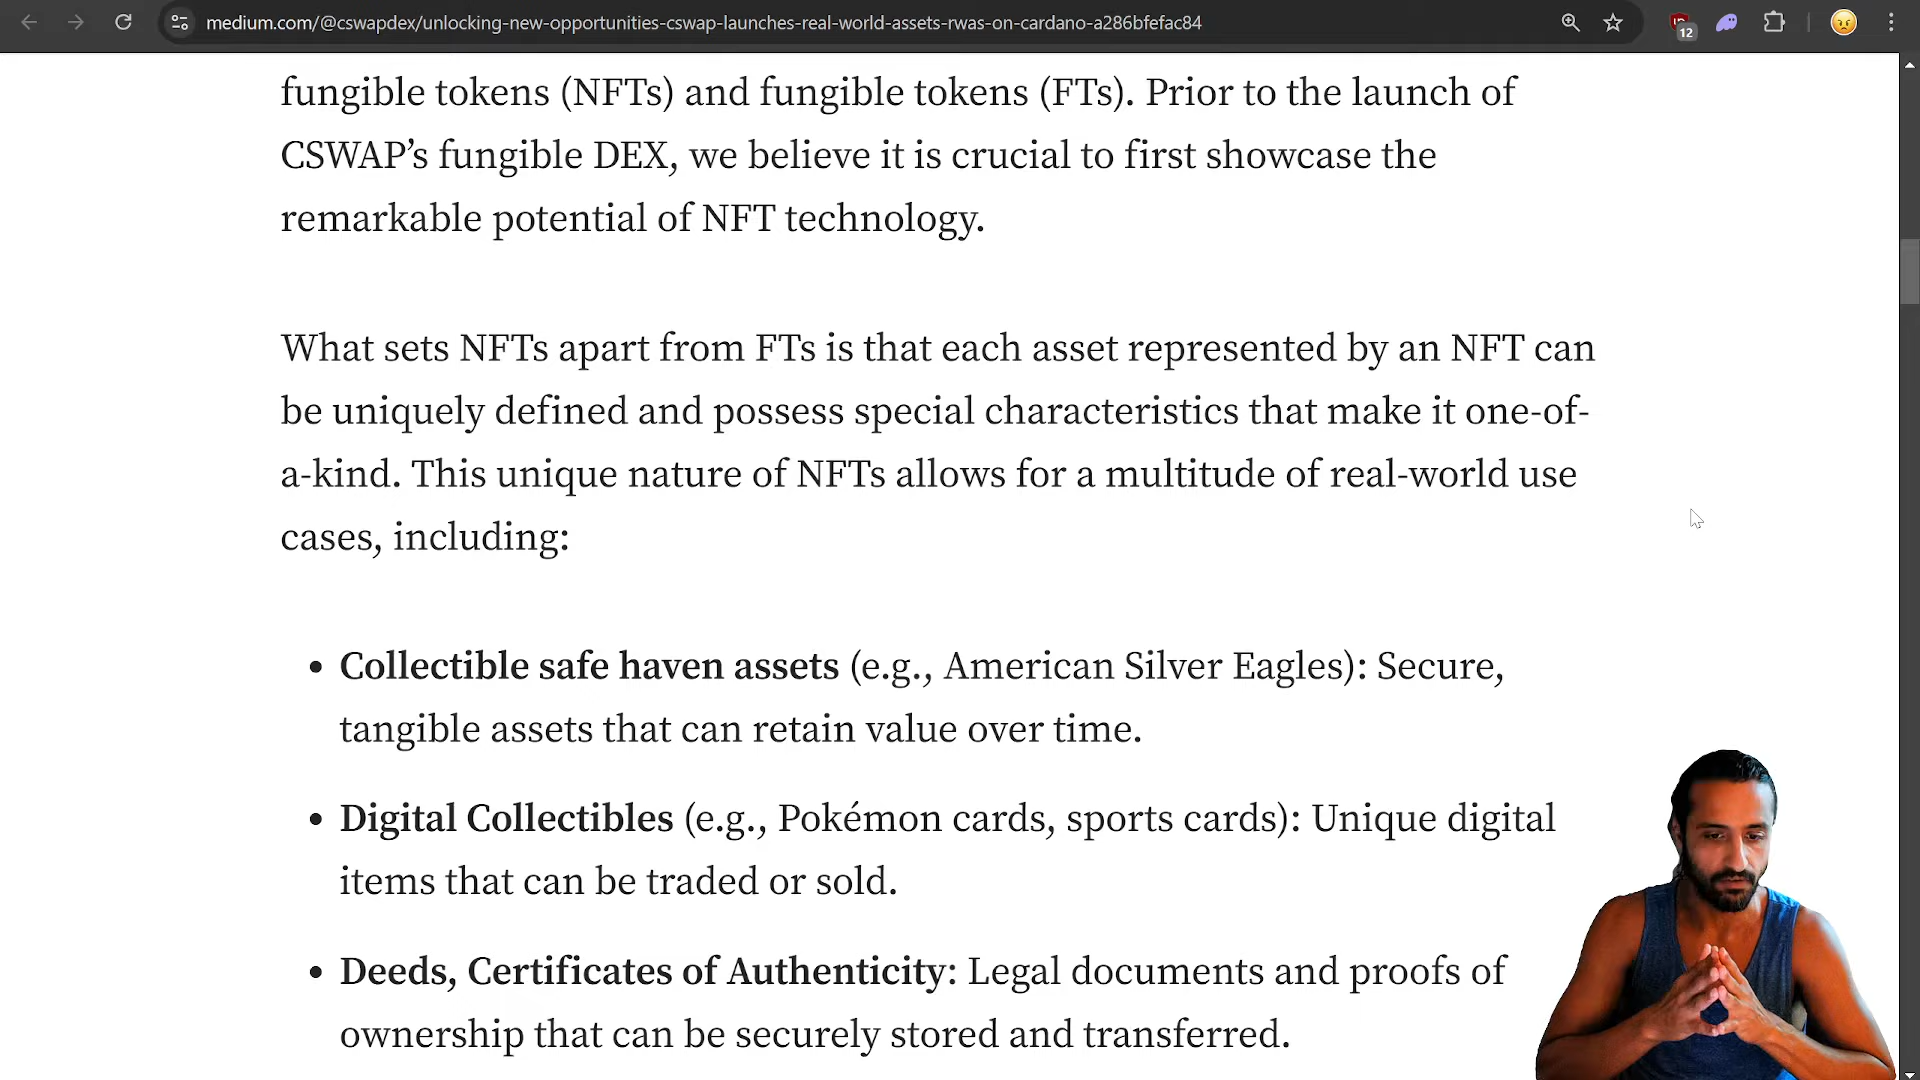 medium.com/@cswapdex/unlocking-new-opportunities-cswap-launches-real-world-assets-rwas-on-cardano-a286bfefac84
12
fungible tokens (NFTs) and fungible tokens (FTs). Prior to the launch of
CSWAP’s fungible DEX, we believe it is crucial to first showcase the
remarkable potential of NFT technology.
What sets NFTs apart from FTs is that each asset represented by an NFT can
be uniquely defined and possess special characteristics that make it one-of-
a-kind. This unique nature of NFTs allows for a multitude of real-world use
cases, including:
• Collectible safe haven assets (e.g., American Silver Eagles): Secure,
tangible assets that can retain value over time.
• Digital Collectibles (e.g., Pokémon cards, sports cards): Unique digital
items that can be traded or sold.
• Deeds, Certificates of Authenticity: Legal documents and proofs of
ownership that can be securely stored and transferred.